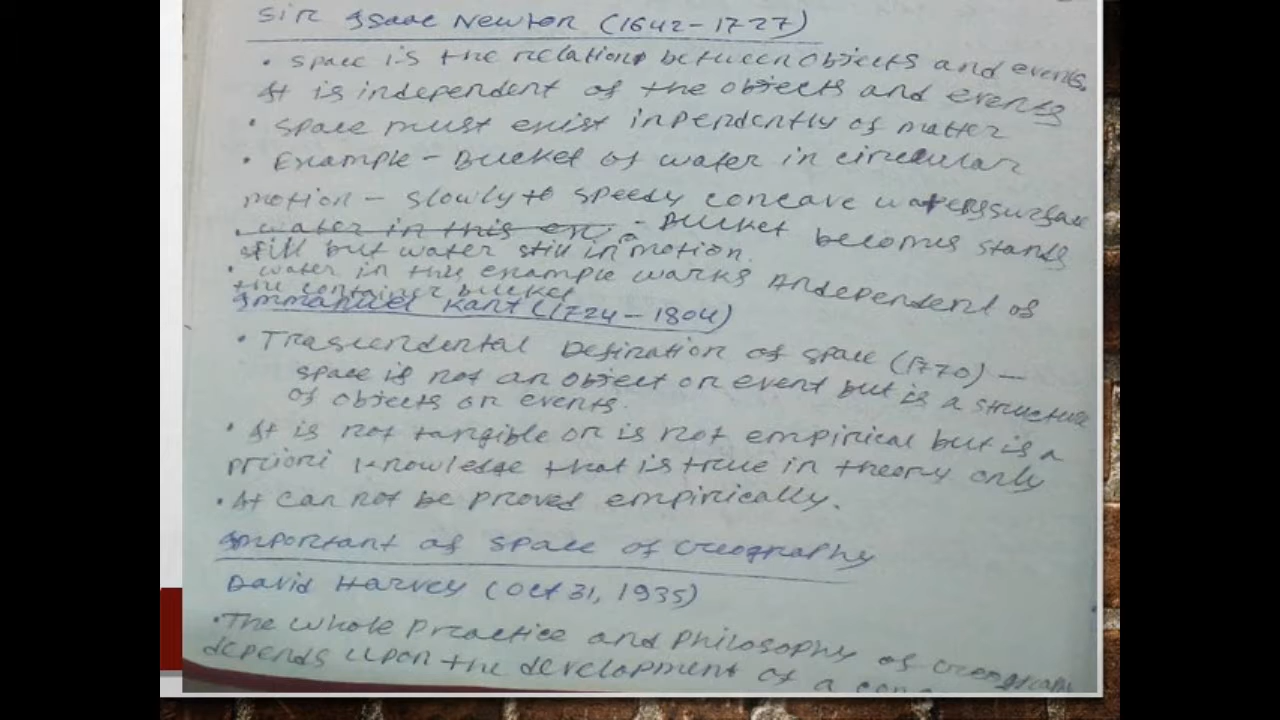 Sir Isaac Newton (1642-1727)
• space is the relation between objects and events.
It is independent of the objects and events
• Space must exist inpendently of matter
• Example - Bucket of water in circular
motion - slowly to speedy concave water surface
• water in this ex - Bucket becomes stands
still but water still in motion.
• water in this example works independent of
the container bucket
Immanuel Kant (1724-1804)
• Trascendental Defination of space (1770) -
space is not an object or event but is a structure
of objects or events.
• It is not tangible or is not empirical but is a
priori knowledge that is true in theory only
• It can not be proved empirically.
Important of space of Geography
David Harvey (Oct 31, 1935)
• The whole Practice and Philosophy of Geography
depends upon the development of a